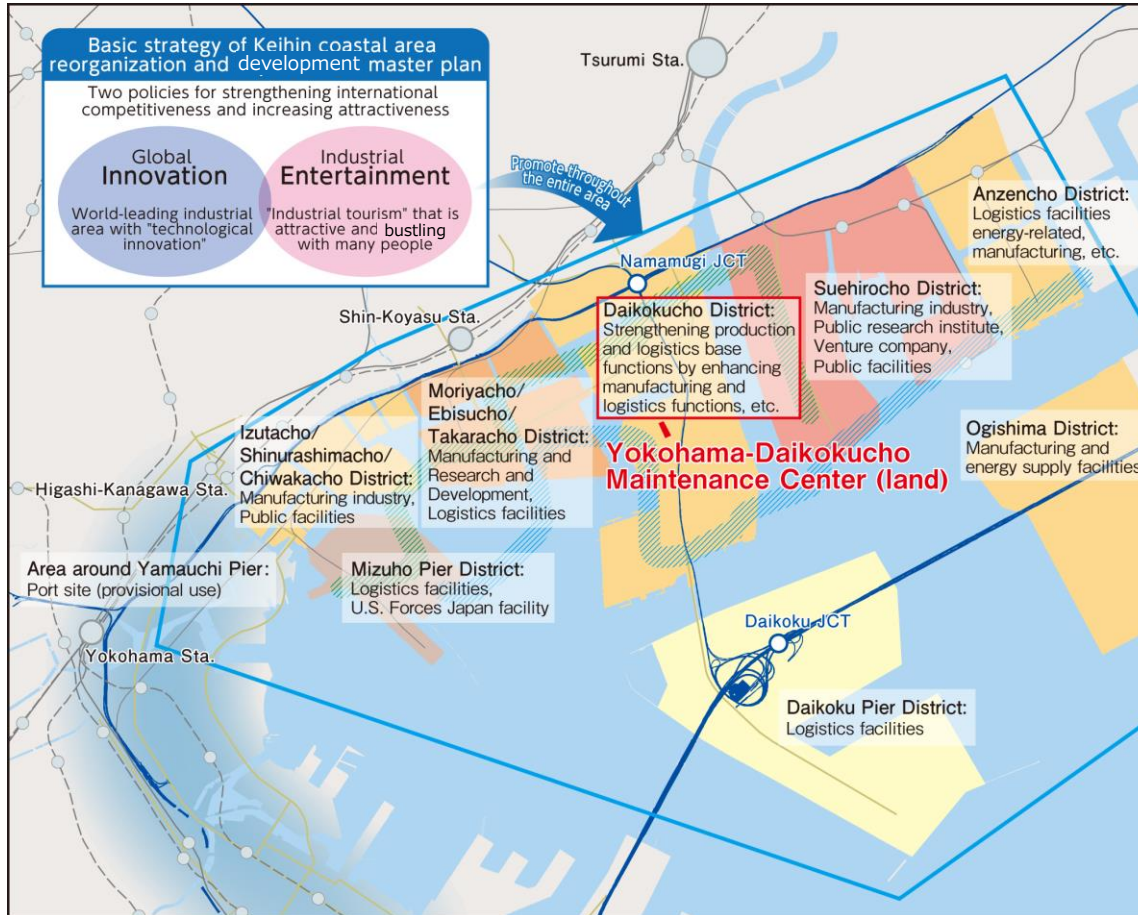 Basic strategy of Keihin coastal area
reorganization and development master plan
Two policies for strengthening international
competitiveness and increasing attractiveness
Global
Innovation
World-leading industrial
area with "technological
innovation"
Industrial
Entertainment
"Industrial tourism" that is
attractive and bustling
with many people
Promote throughout
the entire area
Tsurumi Sta.
Anzencho District:
Logistics facilities
energy-related,
manufacturing, etc.
Namamugi JCT
Suehirocho District:
Manufacturing industry,
Public research institute,
Venture company,
Public facilities
Daikokucho District:
Strengthening production
and logistics base
functions by enhancing
manufacturing and
logistics functions, etc.
Shin-Koyasu Sta.
Moriyacho/
Ebisucho/
Takaracho District:
Manufacturing and
Research and
Development,
Logistics facilities
Izutacho/
Shinurashimacho/
Chiwakacho District:
Manufacturing industry,
Public facilities
Yokohama-Daikokucho
Maintenance Center (land)
Ogishima District:
Manufacturing and
energy supply facilities
Higashi-Kanagawa Sta.
Area around Yamauchi Pier:
Port site (provisional use)
Mizuho Pier District:
Logistics facilities,
U.S. Forces Japan facility
Daikoku JCT
Yokohama Sta.
Daikoku Pier District:
Logistics facilities